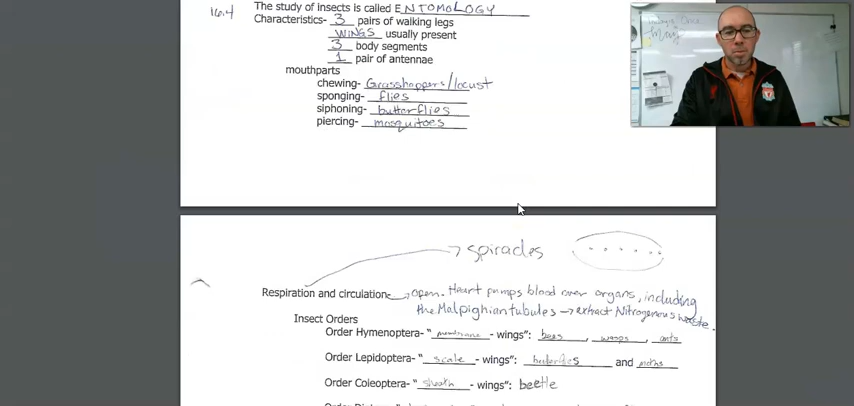 16.4
The study of insects is called ENTOMOLOGY
Characteristics- 3 pairs of walking legs
WINGS usually present
3 body segments
1 pair of antennae
mouthparts
chewing- Grasshoppers/locust
sponging- flies
siphoning- butterflies
piercing- mosquitoes
→ spiracles
Respiration and circulation → open. Heart pumps blood over organs, including
the Malpighian tubules → extract Nitrogenous waste.
Insect Orders
Order Hymenoptera- "membrane - wings": bees, wasps, ants
Order Lepidoptera- "scale - wings": butterflies and moths
Order Coleoptera- "sheath - wings": beetle